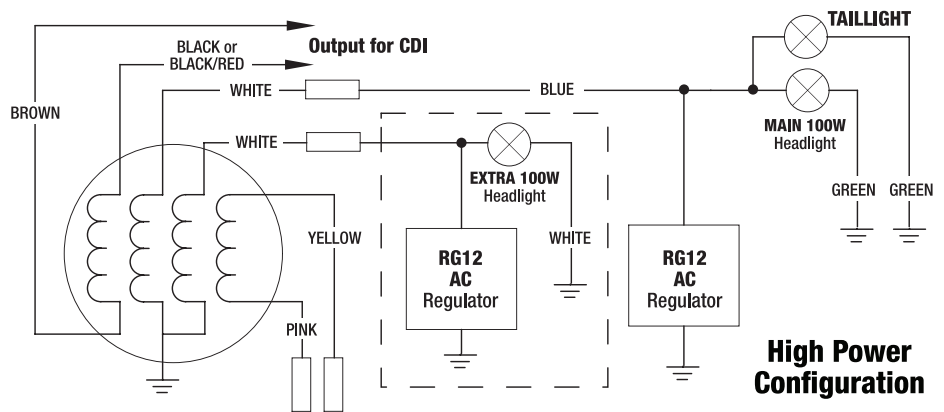 TAILLIGHT
Output for CDI
BLACK or
BLACK/RED
WHITE
BLUE
BROWN
MAIN 100W
Headlight
WHITE
EXTRA 100W
Headlight
GREEN
GREEN
YELLOW
WHITE
RG12
AC
Regulator
RG12
AC
Regulator
PINK
High Power
Configuration